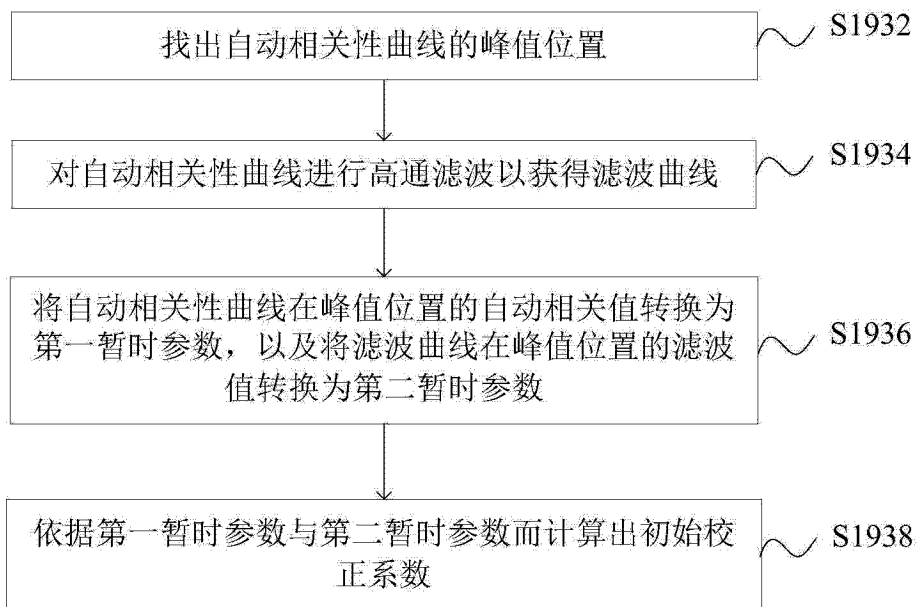 找出自动相关性曲线的峰值位置
S1932
对自动相关性曲线进行高通滤波以获得滤波曲线
S1934
将自动相关性曲线在峰值位置的自动相关值转换为
第一暂时参数，以及将滤波曲线在峰值位置的滤波
值转换为第二暂时参数
S1936
依据第一暂时参数与第二暂时参数而计算出初始校
正系数
S1938